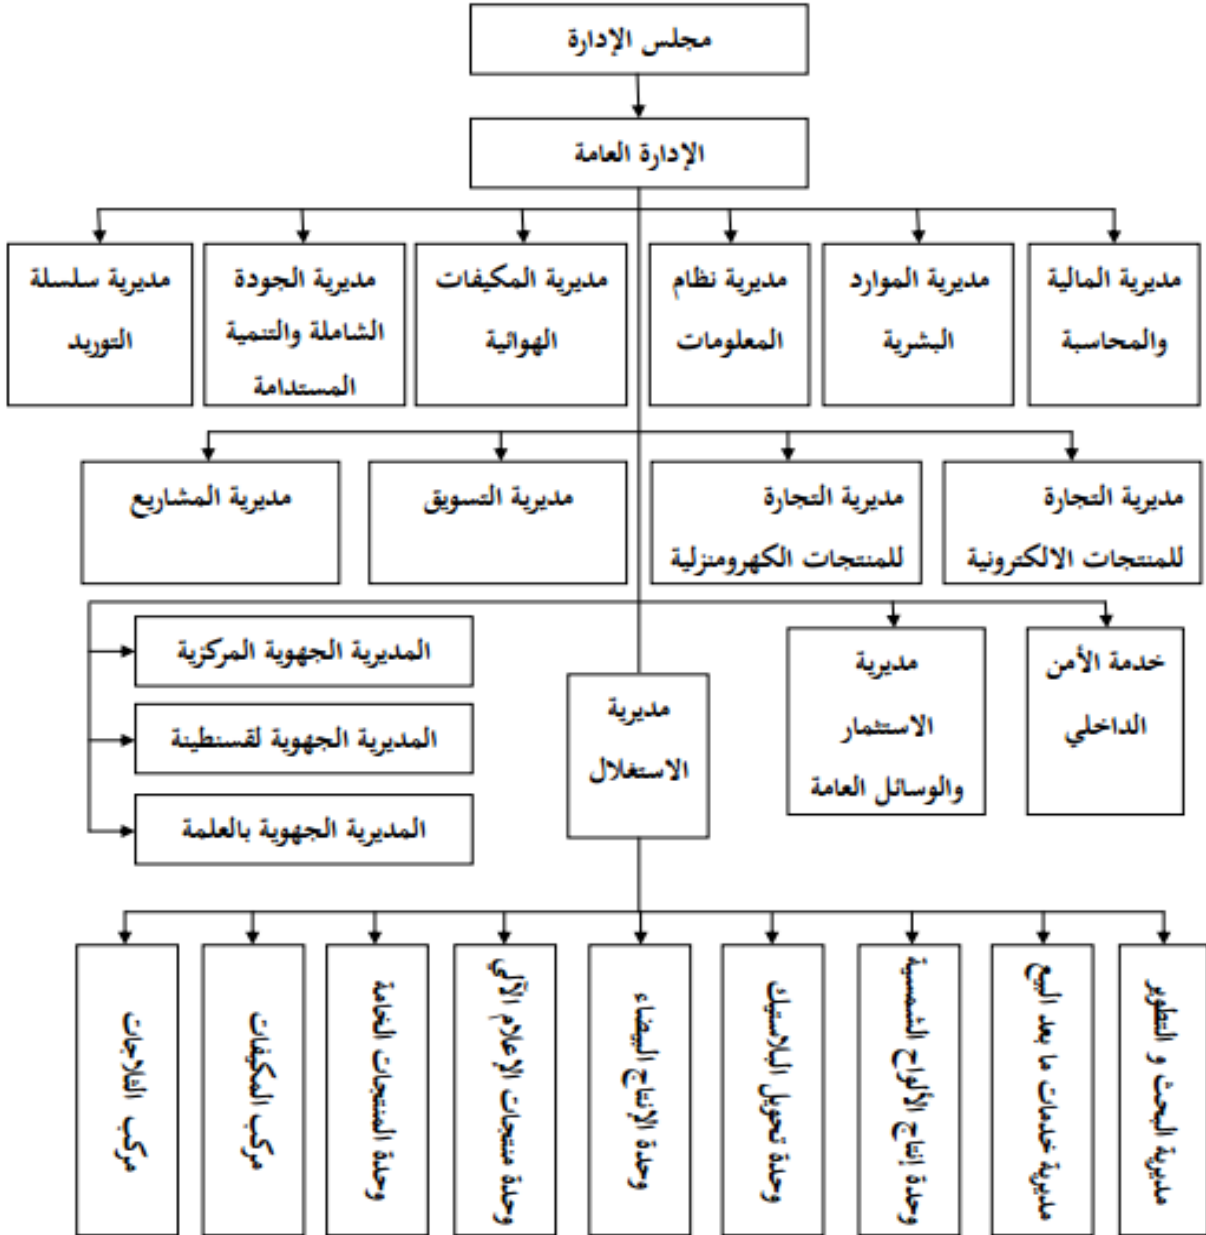 مجلس الإدارة
الإدارة العامة
مديرية المالية
والمحاسبة
مديرية الموارد
البشرية
مديرية نظام
المعلومات
مديرية المكيفات
الهوائية
مديرية الجودة
الشاملة والتنمية
المستدامة
مديرية سلسلة
التوريد
مديرية التجارة
للمنتجات الالكترونية
مديرية التجارة
للمنتجات الكهرومنزلية
مديرية التسويق
مديرية المشاريع
خدمة الأمن
الداخلي
مديرية
الاستثمار
والوسائل العامة
مديرية
الاستغلال
المديرية الجهوية المركزية
المديرية الجهوية لقسنطينة
المديرية الجهوية بالعلمة
مديرية البحث و التطوير
مديرية خدمات ما بعد البيع
وحدة إنتاج الألواح الشمسية
وحدة تحويل البلاستيك
وحدة الإنتاج البيضاء
وحدة منتجات الإعلام الآلي
وحدة المنتجات الخامة
مركب المكيفات
مركب الثلاجات